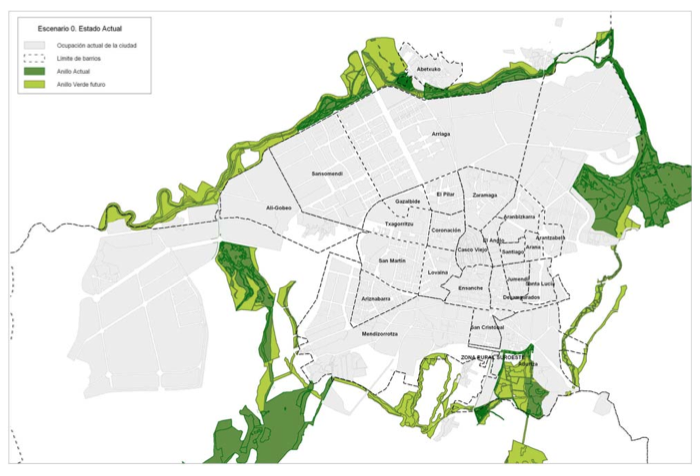 Escenario 0. Estado Actual
Ocupación actual de la ciudad
Límite de barrios
Anillo Actual
Anillo Verde futuro
Abetxuko
Arriaga
Sansomendi
Ali-Gobeo
El Pilar
Zaramaga
Gazalbide
Txagorritxu
Coronación
Aranbizkarra
El Anglo
Arantzabela
Casco Viejo
Santiago
Arana
San Martín
Lovaina
Ensanche
Judimendi
Santa Lucía
Desamparados
Ariznabarra
Mendizorrotza
San Cristóbal
ZONA RURAL SUROESTE